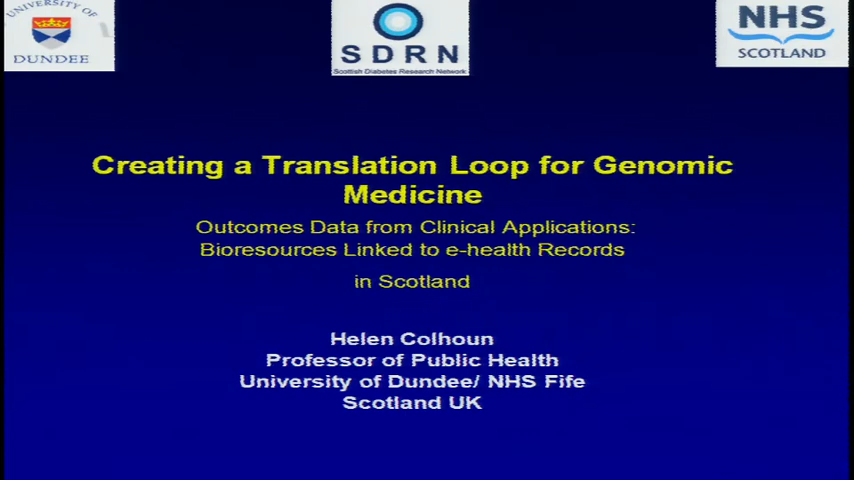 UNIVERSITY OF
DUNDEE
SDRN
Scottish Diabetes Research Network
NHS
SCOTLAND
Creating a Translation Loop for Genomic
Medicine
Outcomes Data from Clinical Applications:
Bioresources Linked to e-health Records
in Scotland
Helen Colhoun
Professor of Public Health
University of Dundee/ NHS Fife
Scotland UK